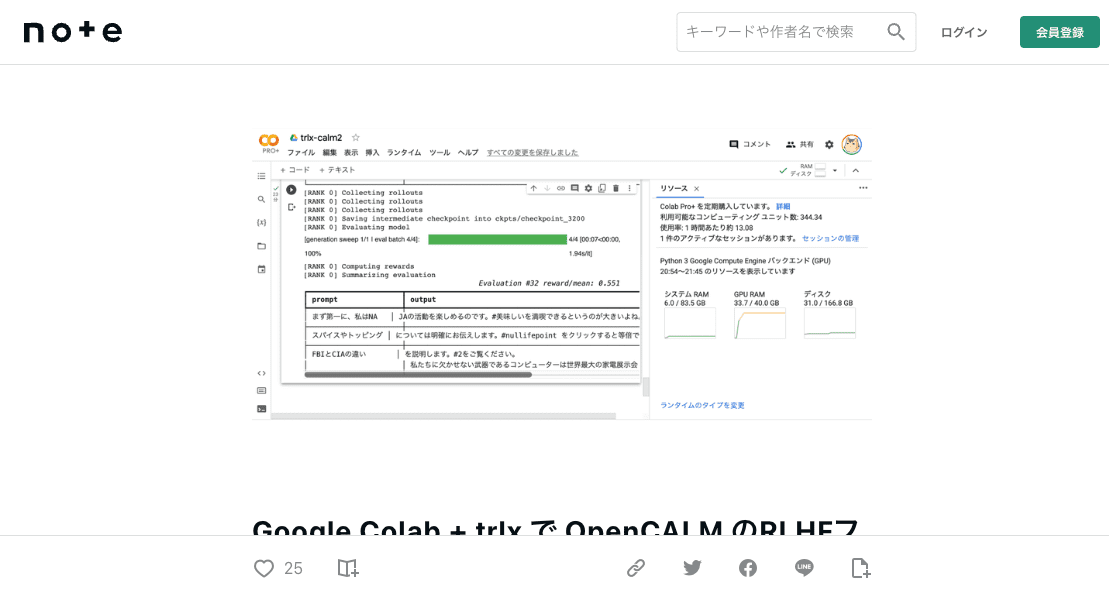 note
キーワードや作者名で検索
ログイン
会員登録
PRO+
trlx-calm2
ファイル 編集 表示 挿入 ランタイム ツール ヘルプ すべての変更を保存しました
コメント
共有
+ コード + テキスト
RAM
ディスク
[RANK 0] Collecting rollouts
[RANK 0] Collecting rollouts
[RANK 0] Collecting rollouts
[RANK 0] Saving intermediate checkpoint into ckpts/checkpoint_3200
[RANK 0] Evaluating model
[generation sweep 1/1 | eval batch 4/4]:
4/4 [00:07<00:00,
100%
1.94s/it]
[RANK 0] Computing rewards
[RANK 0] Summarizing evaluation
Evaluation #32 reward/mean: 0.551
prompt output
まず第一に、私はNA JAの活動を楽しめるのです。#美味しいを満喫できるというのが大きいよね。
スパイスやトッピング については明確にお伝えします。#nullifepoint をクリックすると等倍で
FBIとCIAの違い を説明します。#2をご覧ください。
私たちに欠かせない武器であるコンピューターは世界最大の家電展示会
リソース ×
Colab Pro+ を定期購入しています。 詳細
利用可能なコンピューティング ユニット数: 344.34
使用率: 1 時間あたり約 13.08
1 件のアクティブなセッションがあります。 セッションの管理
Python 3 Google Compute Engine バックエンド (GPU)
20:54～21:45 のリソースを表示しています
システム RAM
6.0 / 83.5 GB
GPU RAM
33.7 / 40.0 GB
ディスク
31.0 / 166.8 GB
ランタイムのタイプを変更
Google Colab + trlx で OpenCALM のRLHFフ
25
LINE